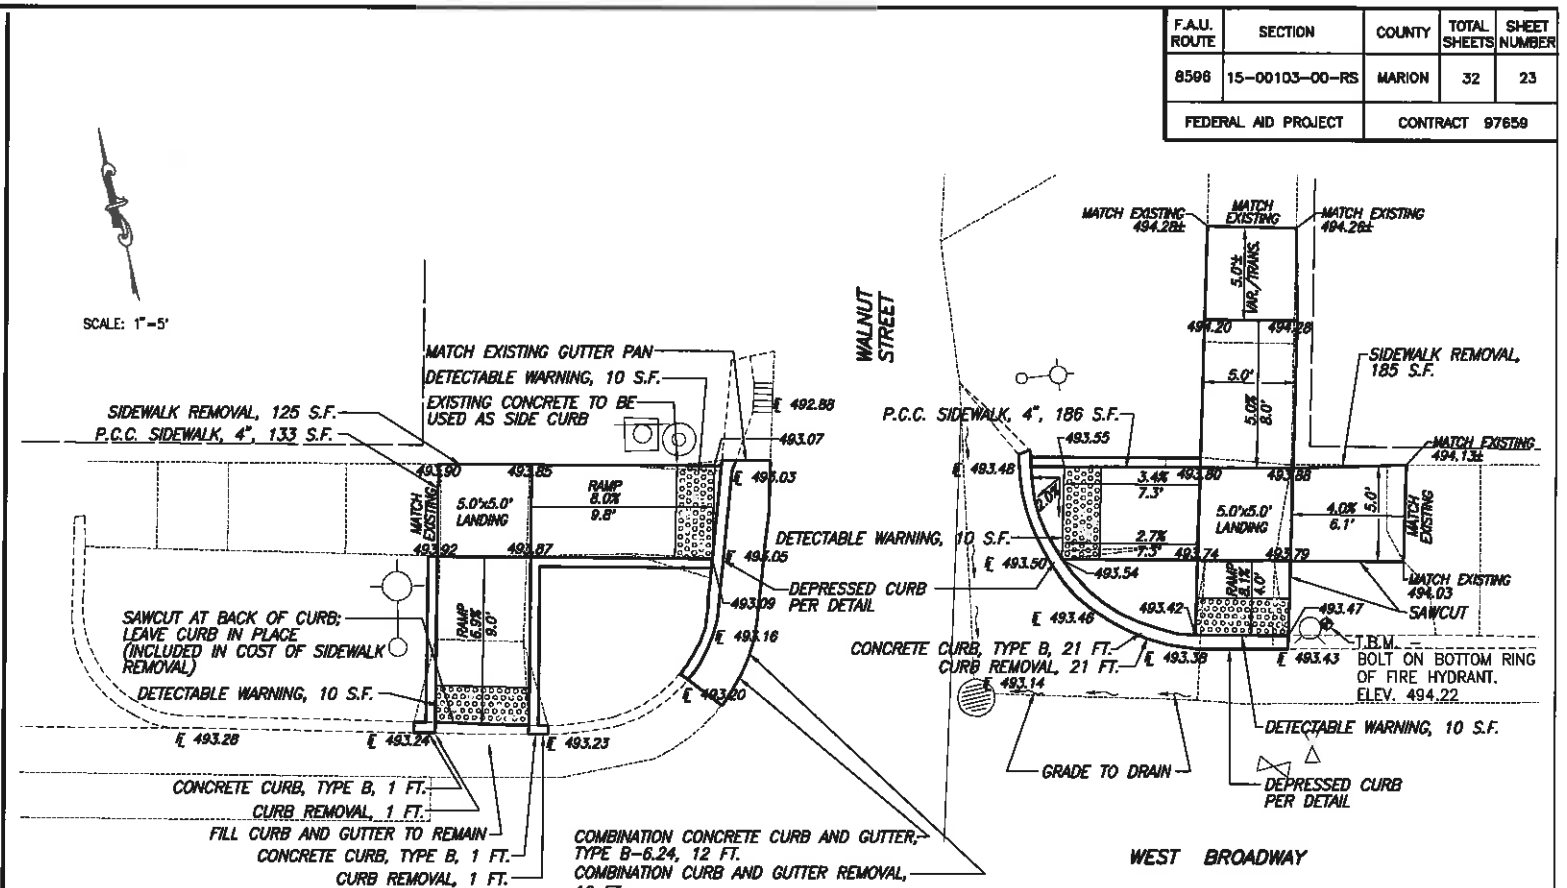 F.A.U. ROUTE
SECTION
COUNTY
TOTAL SHEETS
SHEET NUMBER
8596
15-00103-00-RS
MARION
32
23
FEDERAL AID PROJECT
CONTRACT 97659
SCALE: 1"=5'
MATCH EXISTING GUTTER PAN
DETECTABLE WARNING, 10 S.F.
EXISTING CONCRETE TO BE
USED AS SIDE CURB
SIDEWALK REMOVAL, 125 S.F.
P.C.C. SIDEWALK, 4", 133 S.F.
492.88
493.07
493.90
493.85
493.03
MATCH
EXISTING
5.0'x5.0'
LANDING
RAMP
8.0%
9.8'
493.92
493.87
493.05
DEPRESSED CURB
PER DETAIL
493.09
RAMP
6.9%
9.0'
493.16
SAWCUT AT BACK OF CURB;
LEAVE CURB IN PLACE
(INCLUDED IN COST OF SIDEWALK
REMOVAL)
DETECTABLE WARNING, 10 S.F.
493.20
493.28
493.24
493.23
CONCRETE CURB, TYPE B, 1 FT.
CURB REMOVAL, 1 FT.
FILL CURB AND GUTTER TO REMAIN
CONCRETE CURB, TYPE B, 1 FT.
CURB REMOVAL, 1 FT.
COMBINATION CONCRETE CURB AND GUTTER,
TYPE B-6.24, 12 FT.
COMBINATION CURB AND GUTTER REMOVAL,
WALNUT
STREET
MATCH EXISTING
494.28±
MATCH
EXISTING
MATCH EXISTING
494.26±
5.0'±
VAR./TRANS.
494.20
494.28
5.0'
5.0%
8.0'
SIDEWALK REMOVAL,
185 S.F.
P.C.C. SIDEWALK, 4", 186 S.F.
493.55
MATCH EXISTING
494.13±
493.48
3.4%
7.3'
493.80
493.88
2.0%
5.0'x5.0'
LANDING
4.0%
6.1'
5.0'
MATCH
EXISTING
DETECTABLE WARNING, 10 S.F.
2.7%
7.3'
493.74
493.79
493.50
493.54
RAMP
8.1%
4.0'
MATCH EXISTING
494.03
SAWCUT
493.46
493.42
493.47
CONCRETE CURB, TYPE B, 21 FT.
CURB REMOVAL, 21 FT.
493.38
493.43
T.B.M. -
BOLT ON BOTTOM RING
OF FIRE HYDRANT.
ELEV. 494.22
493.14
DETECTABLE WARNING, 10 S.F.
GRADE TO DRAIN
DEPRESSED CURB
PER DETAIL
WEST BROADWAY